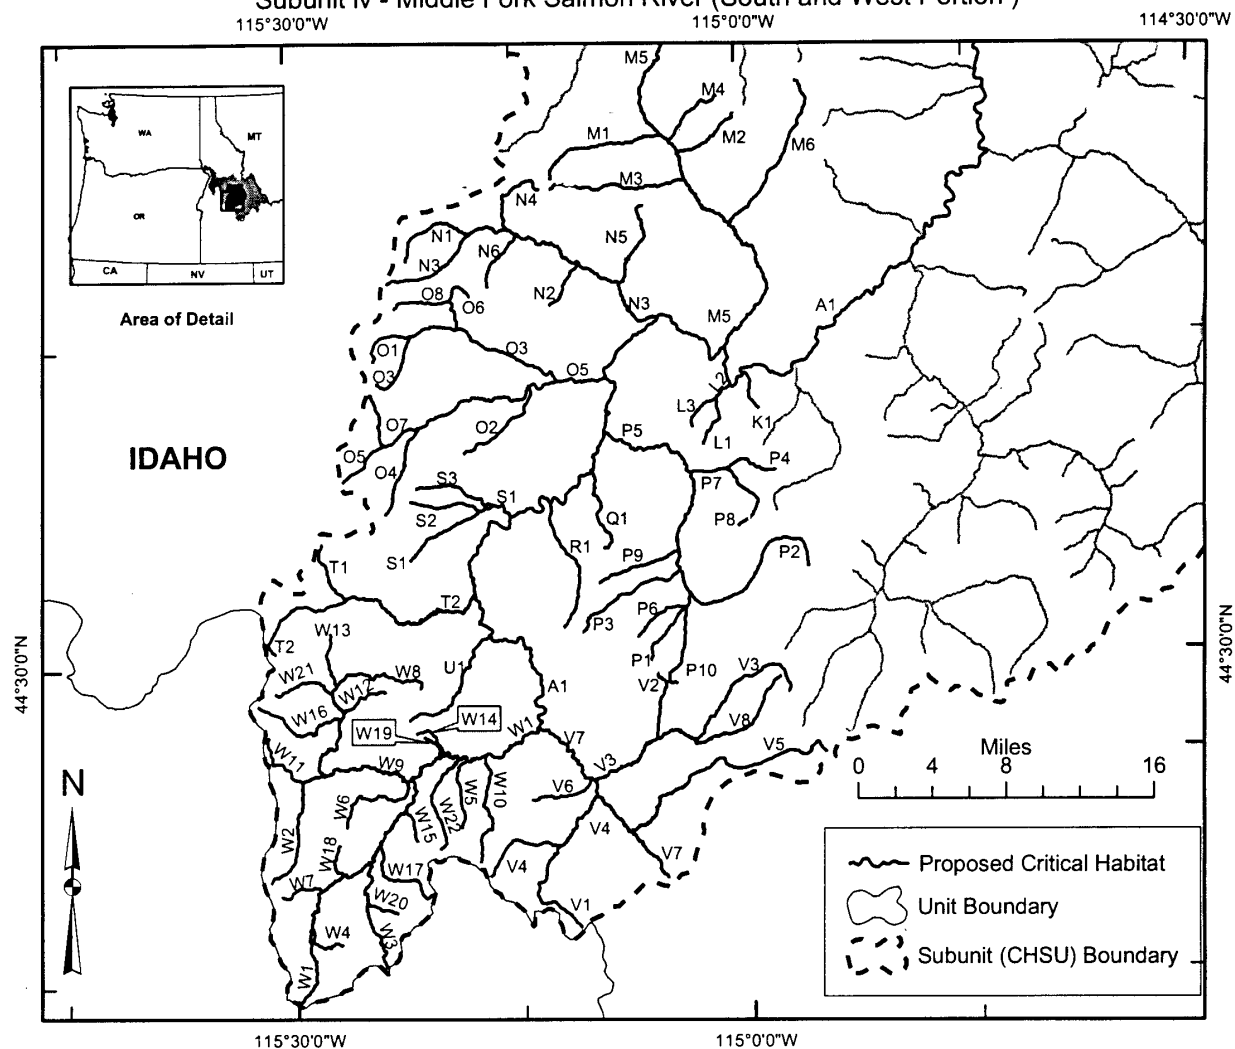 Subunit iv - Middle Fork Salmon River (South and West Portion )
115°30'0"W 115°0'0"W 114°30'0"W
M5
M4
M1 M2
M6
M3
N4
N1 N6 N5
N3
O8 O6 N2 N3 A1
M5
O1 O3
O3 O5 L2
L3 K1
O7 O2 P5 L1
O5 O4 P4
S3 P7
S1
S2 Q1 P8
S1 R1 P9 P2
T1
T2 P6
P3
T2 W13 P1
W21 W8 U1 P10 V3
W12 A1 V2
W16 W14 V8
W19 W1 V7
W11 W9 V3 V5
W6 W5 W10 V6
W15 W22
W2 W18 V4 V7
W7 W17 V4
W20 V1
W4 W3
W1
WA MT
OR
CA NV UT
Area of Detail
IDAHO
44°30'0"N
44°30'0"N
N
Miles
0 4 8 16
Proposed Critical Habitat
Unit Boundary
Subunit (CHSU) Boundary
115°30'0"W 115°0'0"W